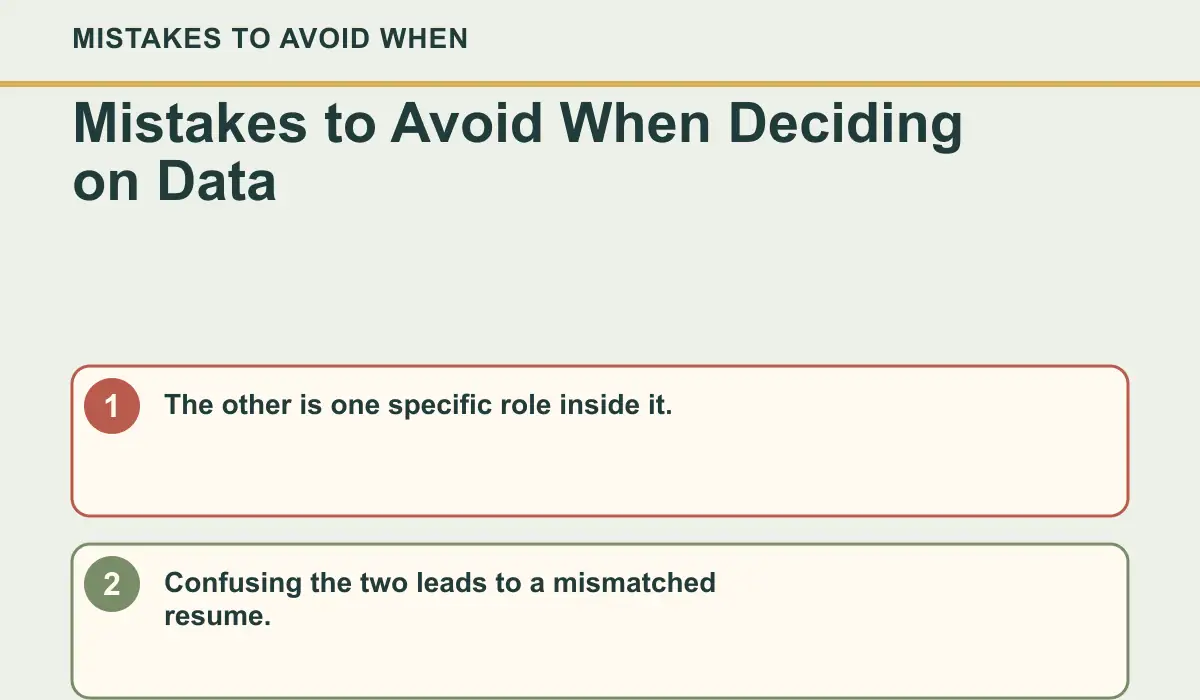 MISTAKES TO AVOID WHEN
Mistakes to Avoid When Deciding
on Data
1 The other is one specific role inside it.
2 Confusing the two leads to a mismatched
resume.